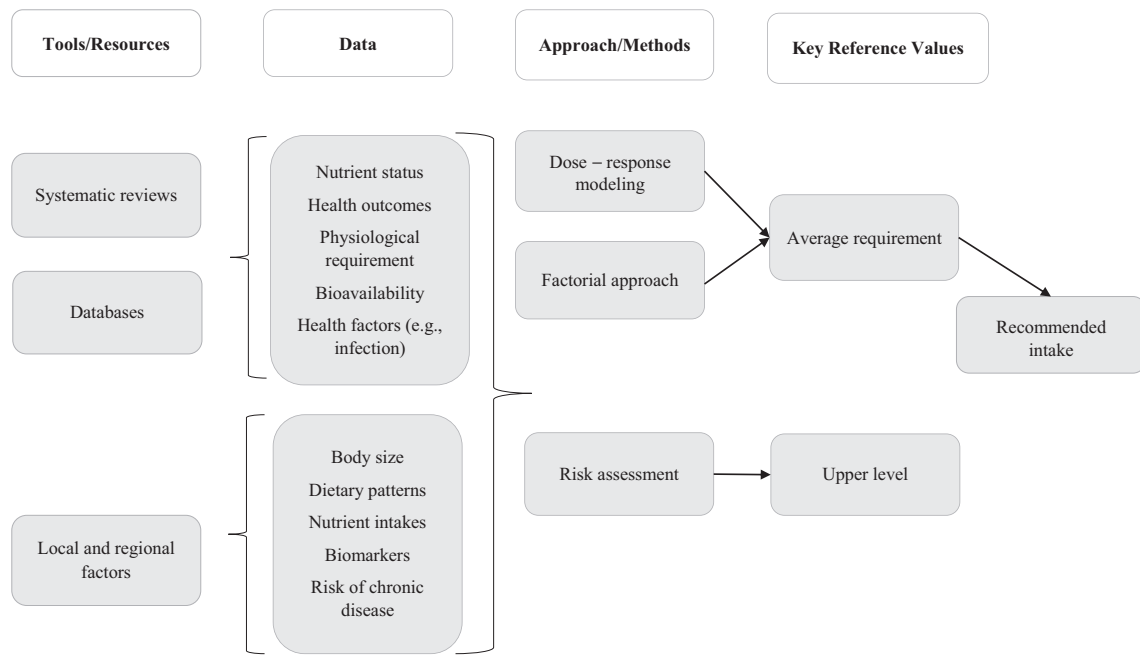 Tools/Resources
Data
Approach/Methods
Key Reference Values
Systematic reviews
Databases
Local and regional
factors
Nutrient status
Health outcomes
Physiological
requirement
Bioavailability
Health factors (e.g.,
infection)
Body size
Dietary patterns
Nutrient intakes
Biomarkers
Risk of chronic
disease
Dose – response
modeling
Factorial approach
Risk assessment
Average requirement
Recommended
intake
Upper level